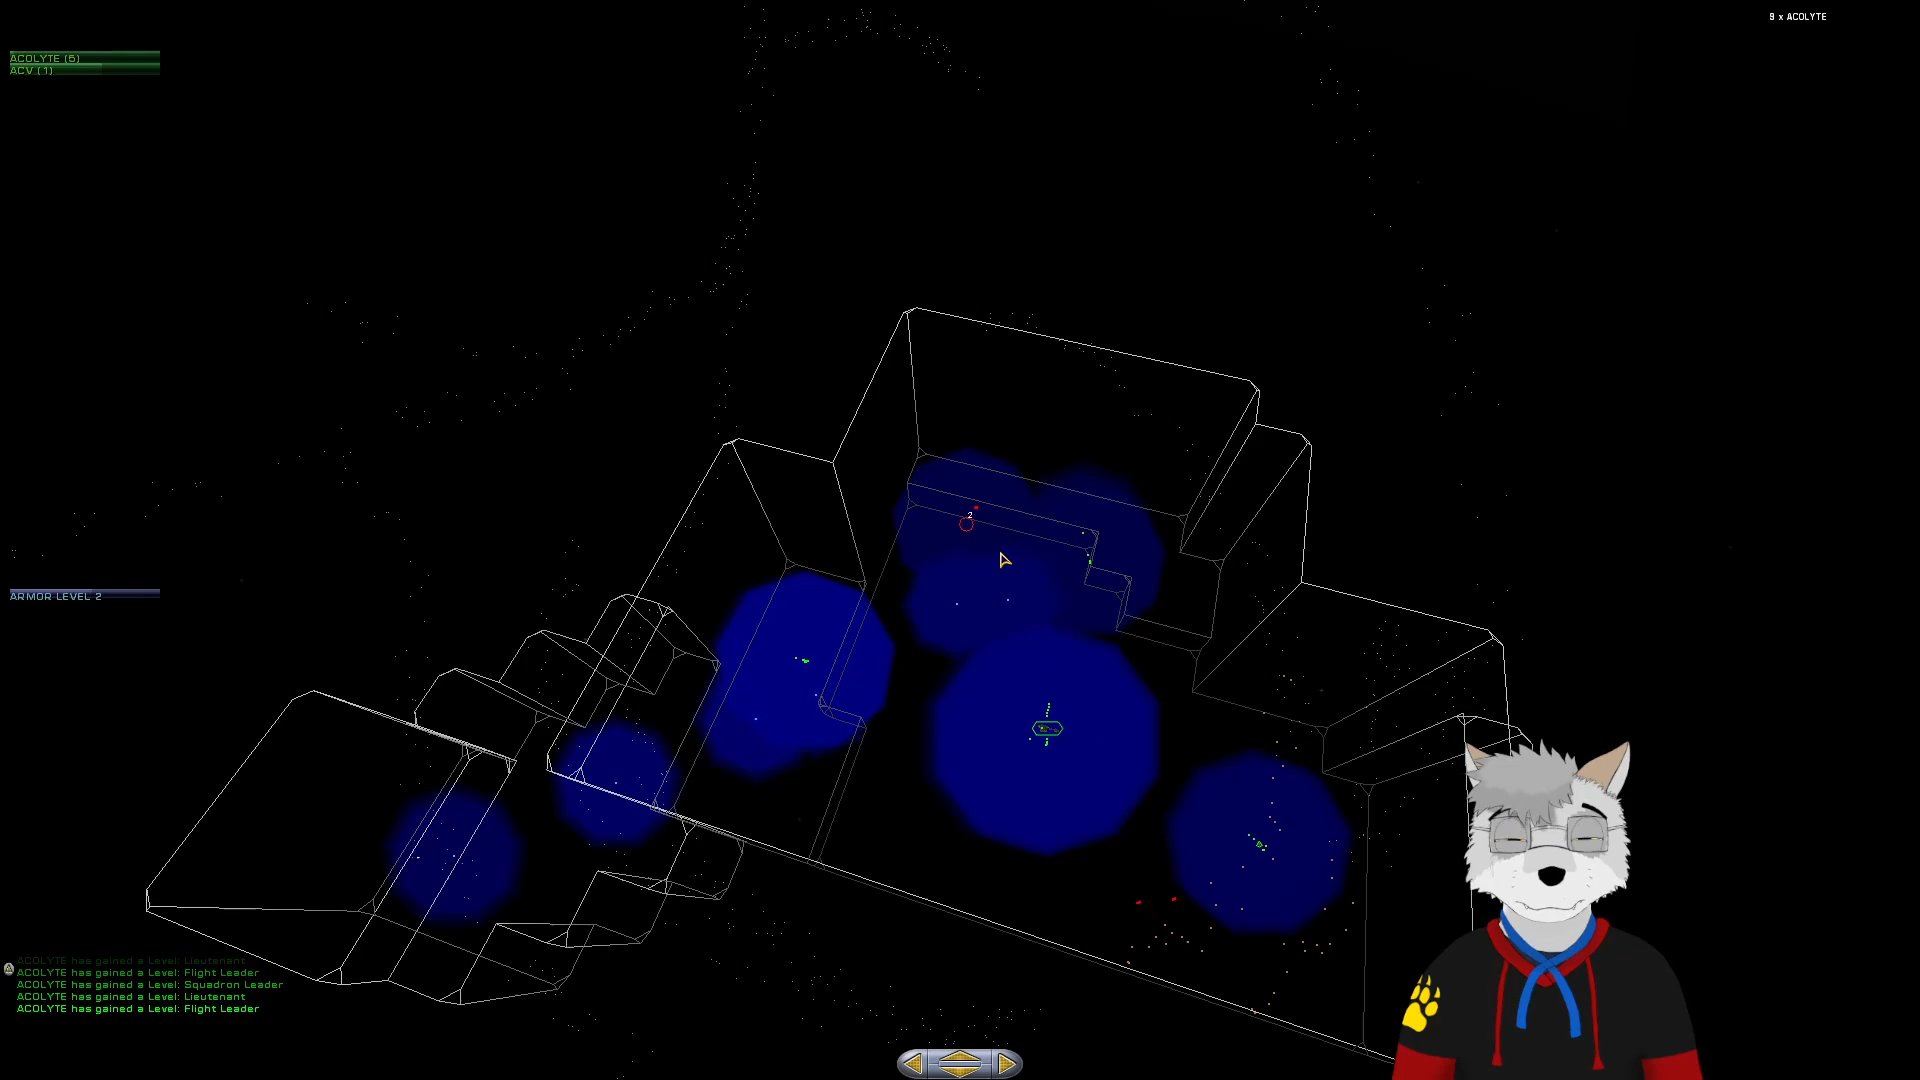 9 x ACOLYTE
ACOLYTE (5)
ACV (1)
2
ARMOR LEVEL 2
ACOLYTE has gained a Level: Lieutenant
ACOLYTE has gained a Level: Flight Leader
ACOLYTE has gained a Level: Squadron Leader
ACOLYTE has gained a Level: Lieutenant
ACOLYTE has gained a Level: Flight Leader